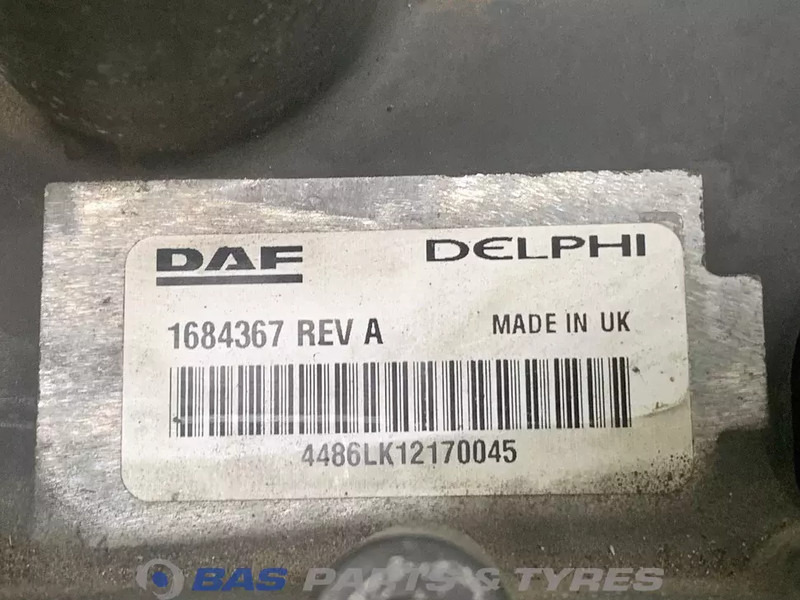 DAF DELPHI
1684367 REV A MADE IN UK
4486LK12170045
BAS PARTS & TYRES